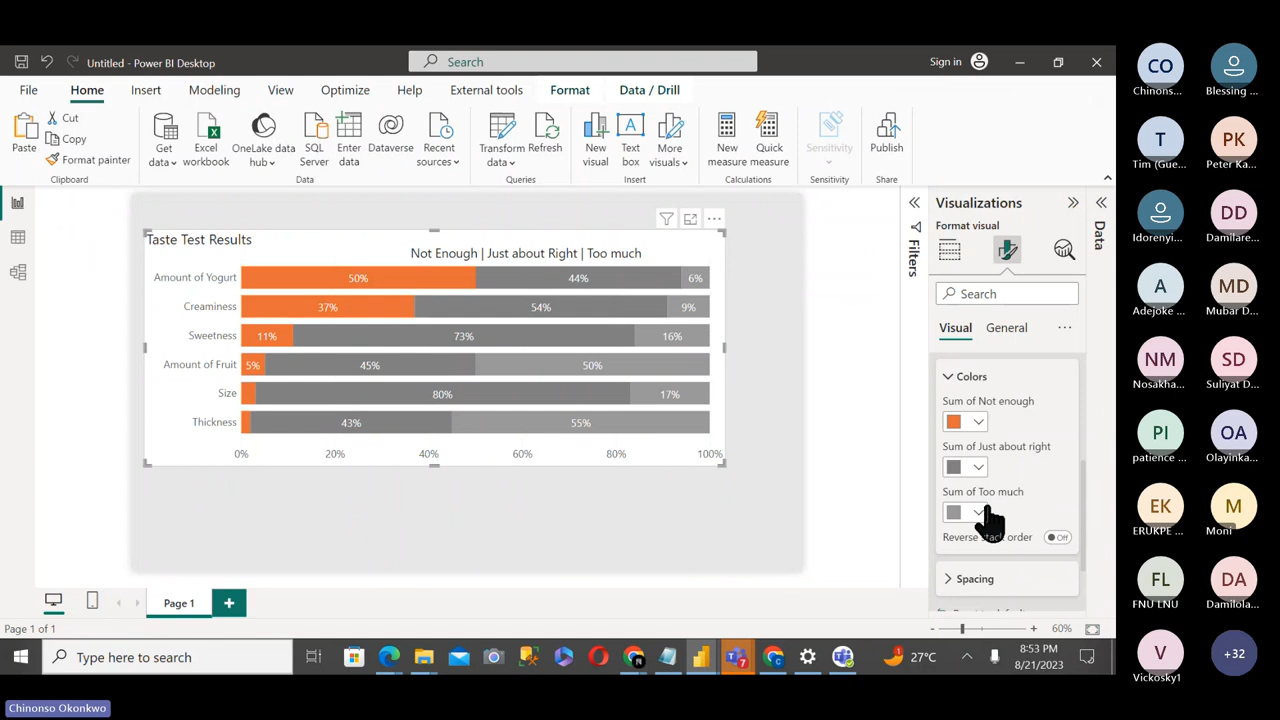 Untitled - Power BI Desktop
Search
Sign in
File Home Insert Modeling View Optimize Help External tools Format Data / Drill
Paste
Cut
Copy
Format painter
Clipboard
Get data
Excel workbook
OneLake data hub
SQL Server
Enter data
Dataverse
Recent sources
Data
Transform data
Refresh
Queries
New visual
Text box
More visuals
Insert
New measure
Quick measure
Calculations
Sensitivity
Sensitivity
Publish
Share
Taste Test Results
Not Enough | Just about Right | Too much
Amount of Yogurt 50% 44% 6%
Creaminess 37% 54% 9%
Sweetness 11% 73% 16%
Amount of Fruit 5% 45% 50%
Size 80% 17%
Thickness 43% 55%
0% 20% 40% 60% 80% 100%
Filters
Visualizations
Format visual
Search
Visual General
Colors
Sum of Not enough
Sum of Just about right
Sum of Too much
Reverse stack order Off
Spacing
Data
Page 1
Page 1 of 1
60%
Type here to search
7
27°C
8:53 PM
8/21/2023
CO
Chinons...
Blessing ...
T
Tim (Gue...
PK
Peter Ka...
Idorenyi...
DD
Damilare...
A
Adejoke ...
MD
Mubar D...
NM
Nosakha...
SD
Suliyat D...
PI
patience ...
OA
Olayinka...
EK
ERUKPE ...
M
Moni
FL
FNU LNU
DA
Damilola...
V
Vickosky1
+32
Chinonso Okonkwo